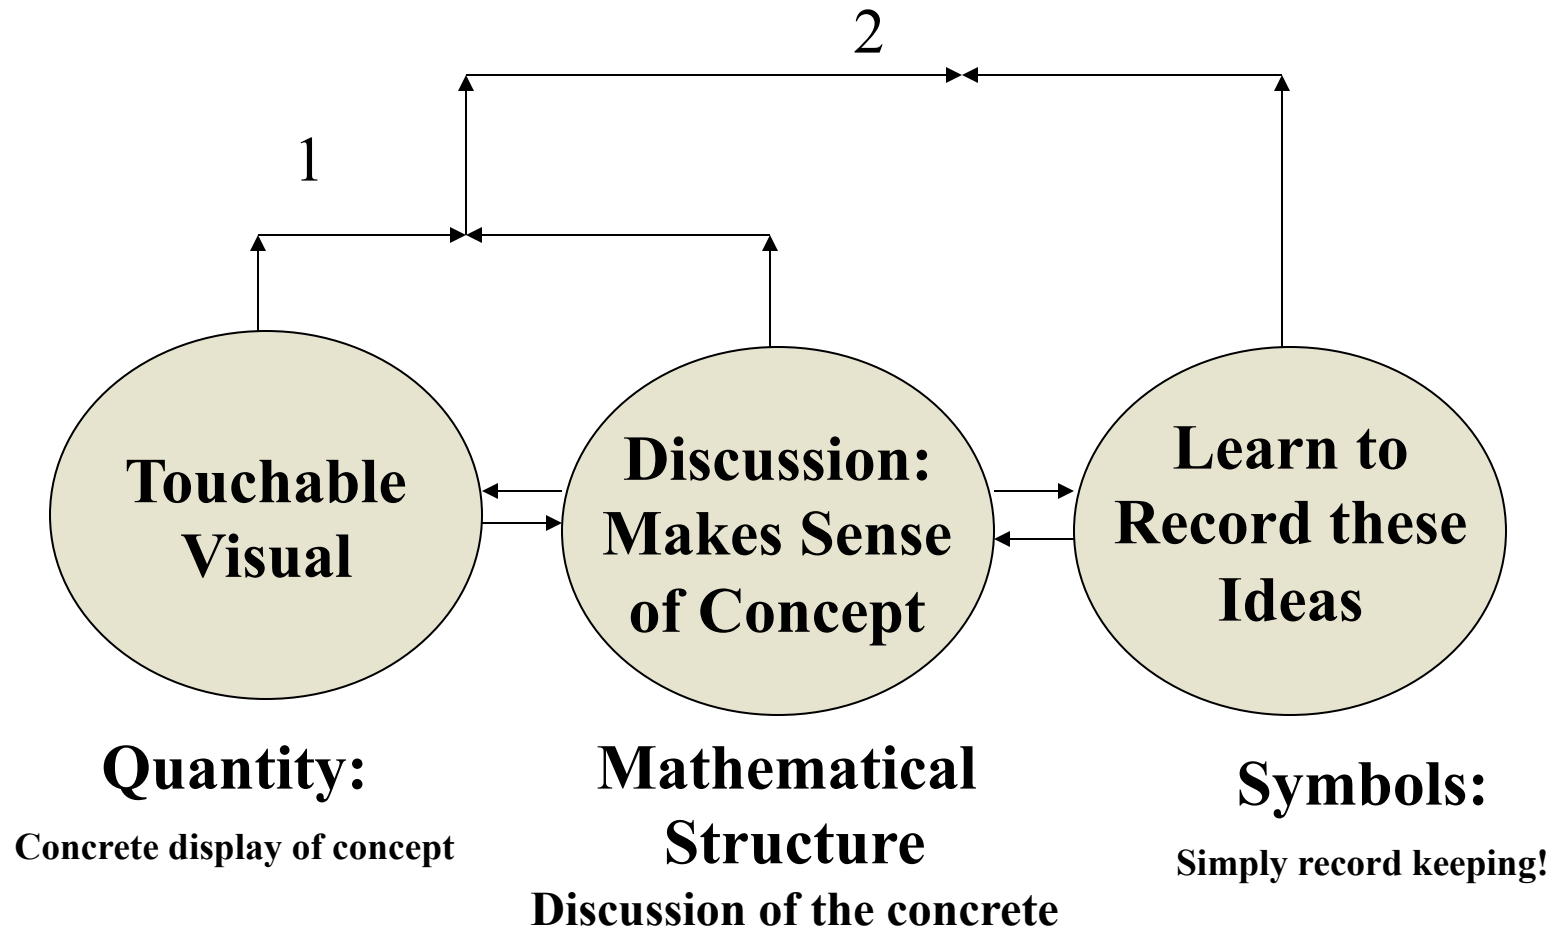 2
1
Touchable
Visual
Discussion:
Makes Sense
of Concept
Learn to
Record these
Ideas
Quantity:
Concrete display of concept
Mathematical
Structure
Discussion of the concrete
Symbols:
Simply record keeping!